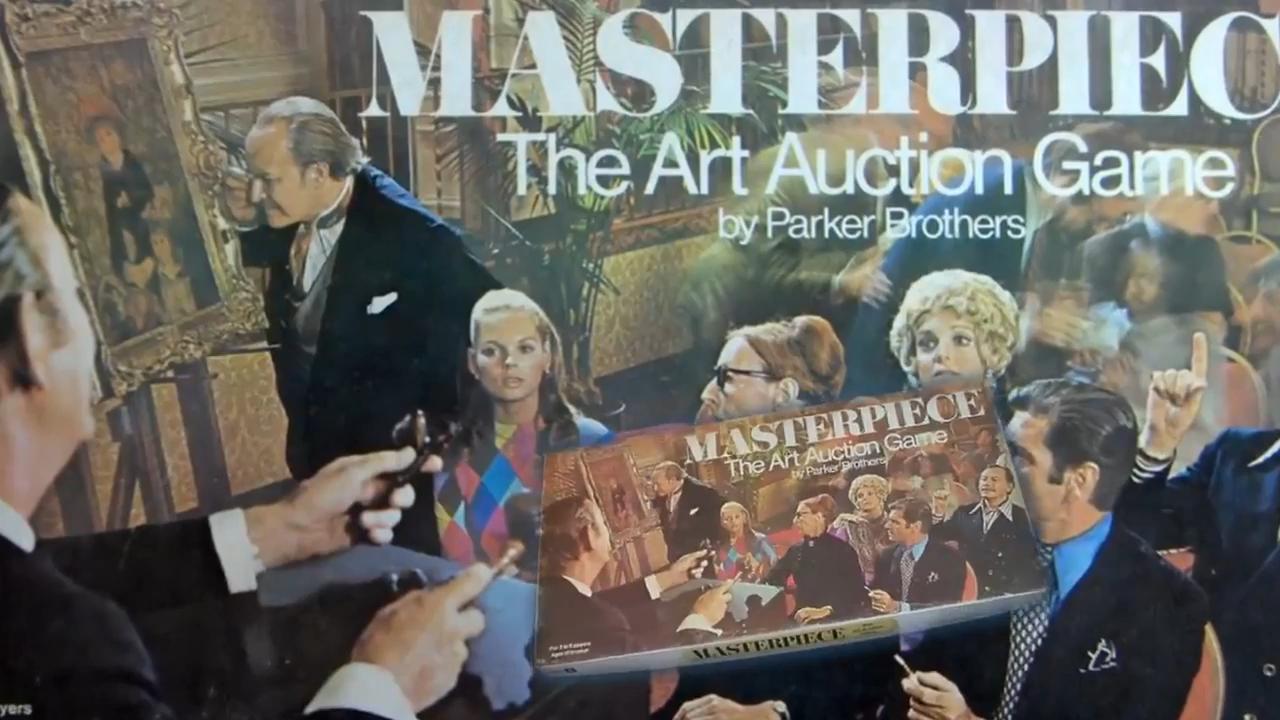 MASTERPIEC
The Art Auction Game
by Parker Brothers
MASTERPIECE
The Art Auction Game
by Parker Brothers
MASTERPIECE
yers